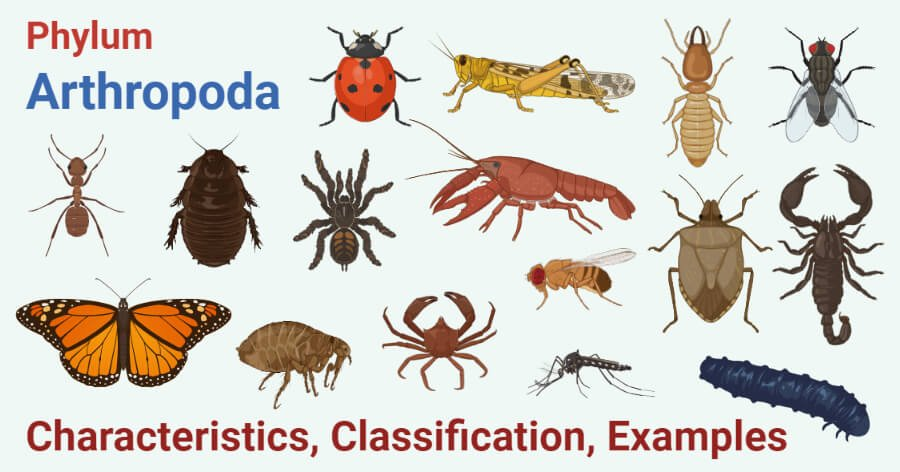 Phylum
Arthropoda
Characteristics, Classification, Examples